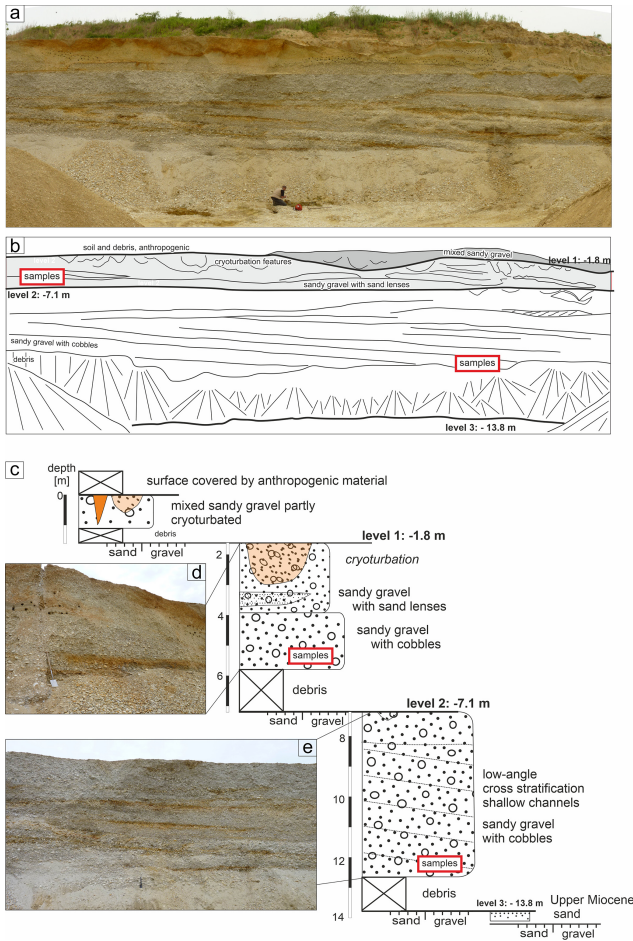 a
b
soil and debris, anthropogenic
mixed sandy gravel
level 1: -1.8 m
cryoturbation features
samples
sandy gravel with sand lenses
level 2: -7.1 m
sandy gravel with cobbles
debris
samples
level 3: - 13.8 m
c
depth
[m]
surface covered by anthropogenic material
0
mixed sandy gravel partly
cryoturbated
debris
sand gravel
level 1: -1.8 m
2
cryoturbation
d
sandy gravel
with sand lenses
4
sandy gravel
with cobbles
samples
6
debris
level 2: -7.1 m
sand gravel
e
8
low-angle
cross stratification
shallow channels
10
sandy gravel
with cobbles
12
samples
debris
level 3: - 13.8 m
Upper Miocene
sand
14
sand gravel
sand gravel